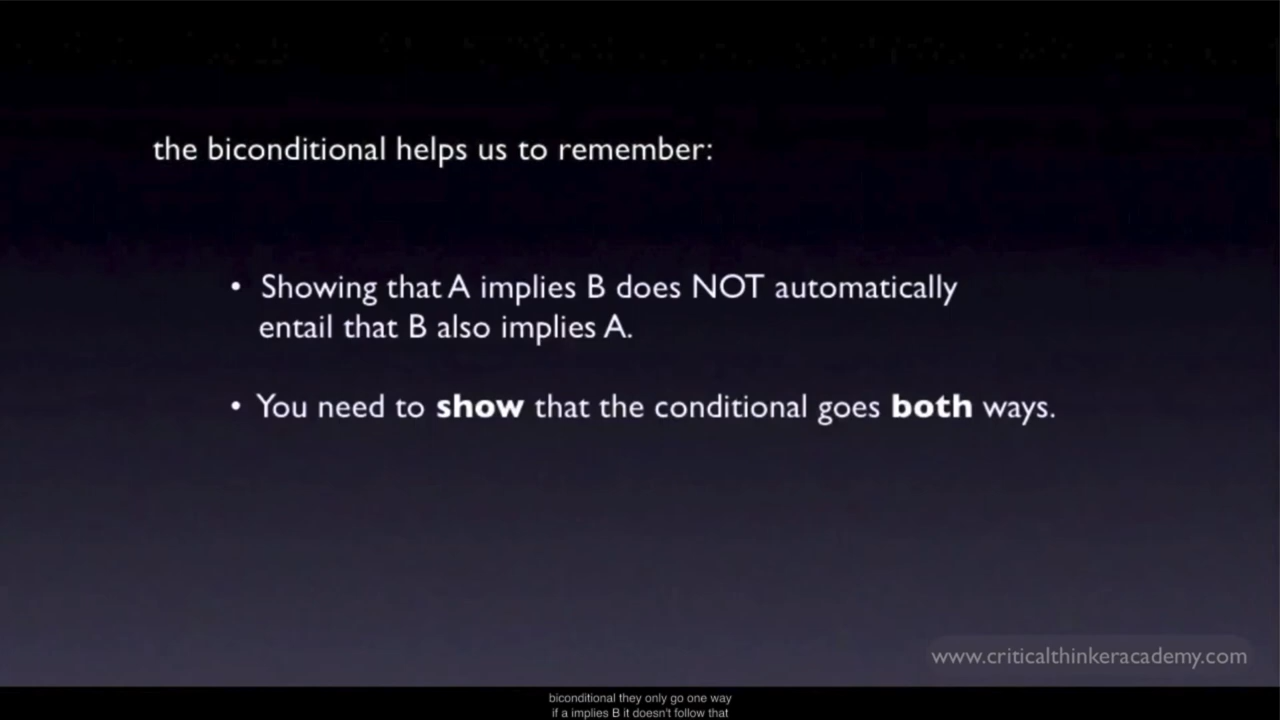 the biconditional helps us to remember:
• Showing that A implies B does NOT automatically
entail that B also implies A.
• You need to show that the conditional goes both ways.
www.criticalthinkeracademy.com
biconditional they only go one way
if a implies B it doesn't follow that